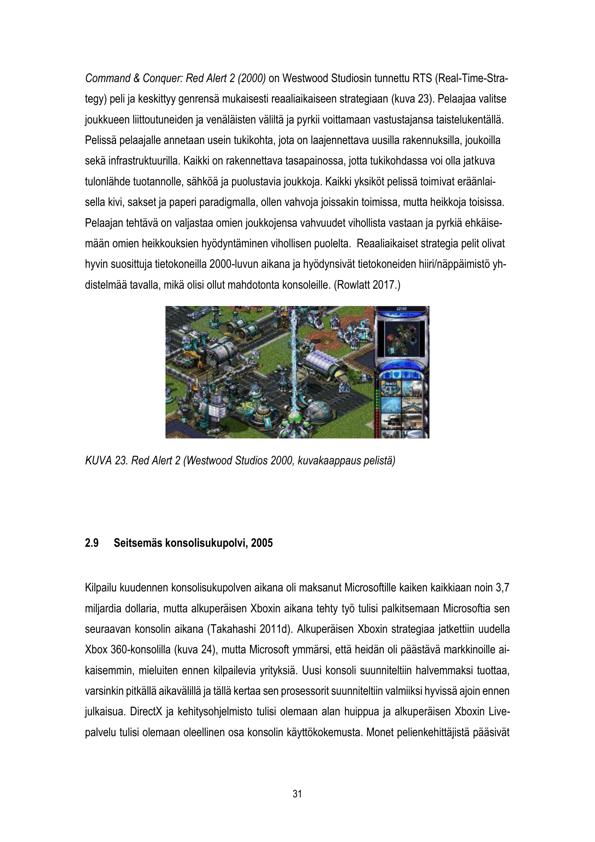 Command & Conquer: Red Alert 2 (2000) on Westwood Studiosin tunnettu RTS (Real-Time-Stra-
tegy) peli ja keskittyy genrensä mukaisesti reaaliaikaiseen strategiaan (kuva 23). Pelaajaa valitse
joukkueen liittoutuneiden ja venäläisten väliltä ja pyrkii voittamaan vastustajansa taistelukentällä.
Pelissä pelaajalle annetaan usein tukikohta, jota on laajennettava uusilla rakennuksilla, joukoilla
sekä infrastruktuurilla. Kaikki on rakennettava tasapainossa, jotta tukikohdassa voi olla jatkuva
tulonlähde tuotannolle, sähköä ja puolustavia joukkoja. Kaikki yksiköt pelissä toimivat eräänlai-
sella kivi, sakset ja paperi paradigmalla, ollen vahvoja joissakin toimissa, mutta heikkoja toisissa.
Pelaajan tehtävä on valjastaa omien joukkojensa vahvuudet vihollista vastaan ja pyrkiä ehkäise-
mään omien heikkouksien hyödyntäminen vihollisen puolelta. Reaaliaikaiset strategia pelit olivat
hyvin suosittuja tietokoneilla 2000-luvun aikana ja hyödynsivät tietokoneiden hiiri/näppäimistö yh-
distelmää tavalla, mikä olisi ollut mahdotonta konsoleille. (Rowlatt 2017.)
KUVA 23. Red Alert 2 (Westwood Studios 2000, kuvakaappaus pelistä)
2.9 Seitsemäs konsolisukupolvi, 2005
Kilpailu kuudennen konsolisukupolven aikana oli maksanut Microsoftille kaiken kaikkiaan noin 3,7
miljardia dollaria, mutta alkuperäisen Xboxin aikana tehty työ tulisi palkitsemaan Microsoftia sen
seuraavan konsolin aikana (Takahashi 2011d). Alkuperäisen Xboxin strategiaa jatkettiin uudella
Xbox 360-konsolilla (kuva 24), mutta Microsoft ymmärsi, että heidän oli päästävä markkinoille ai-
kaisemmin, mieluiten ennen kilpailevia yrityksiä. Uusi konsoli suunniteltiin halvemmaksi tuottaa,
varsinkin pitkällä aikavälillä ja tällä kertaa sen prosessorit suunniteltiin valmiiksi hyvissä ajoin ennen
julkaisua. DirectX ja kehitysohjelmisto tulisi olemaan alan huippua ja alkuperäisen Xboxin Live-
palvelu tulisi olemaan oleellinen osa konsolin käyttökokemusta. Monet pelienkehittäjistä pääsivät
31